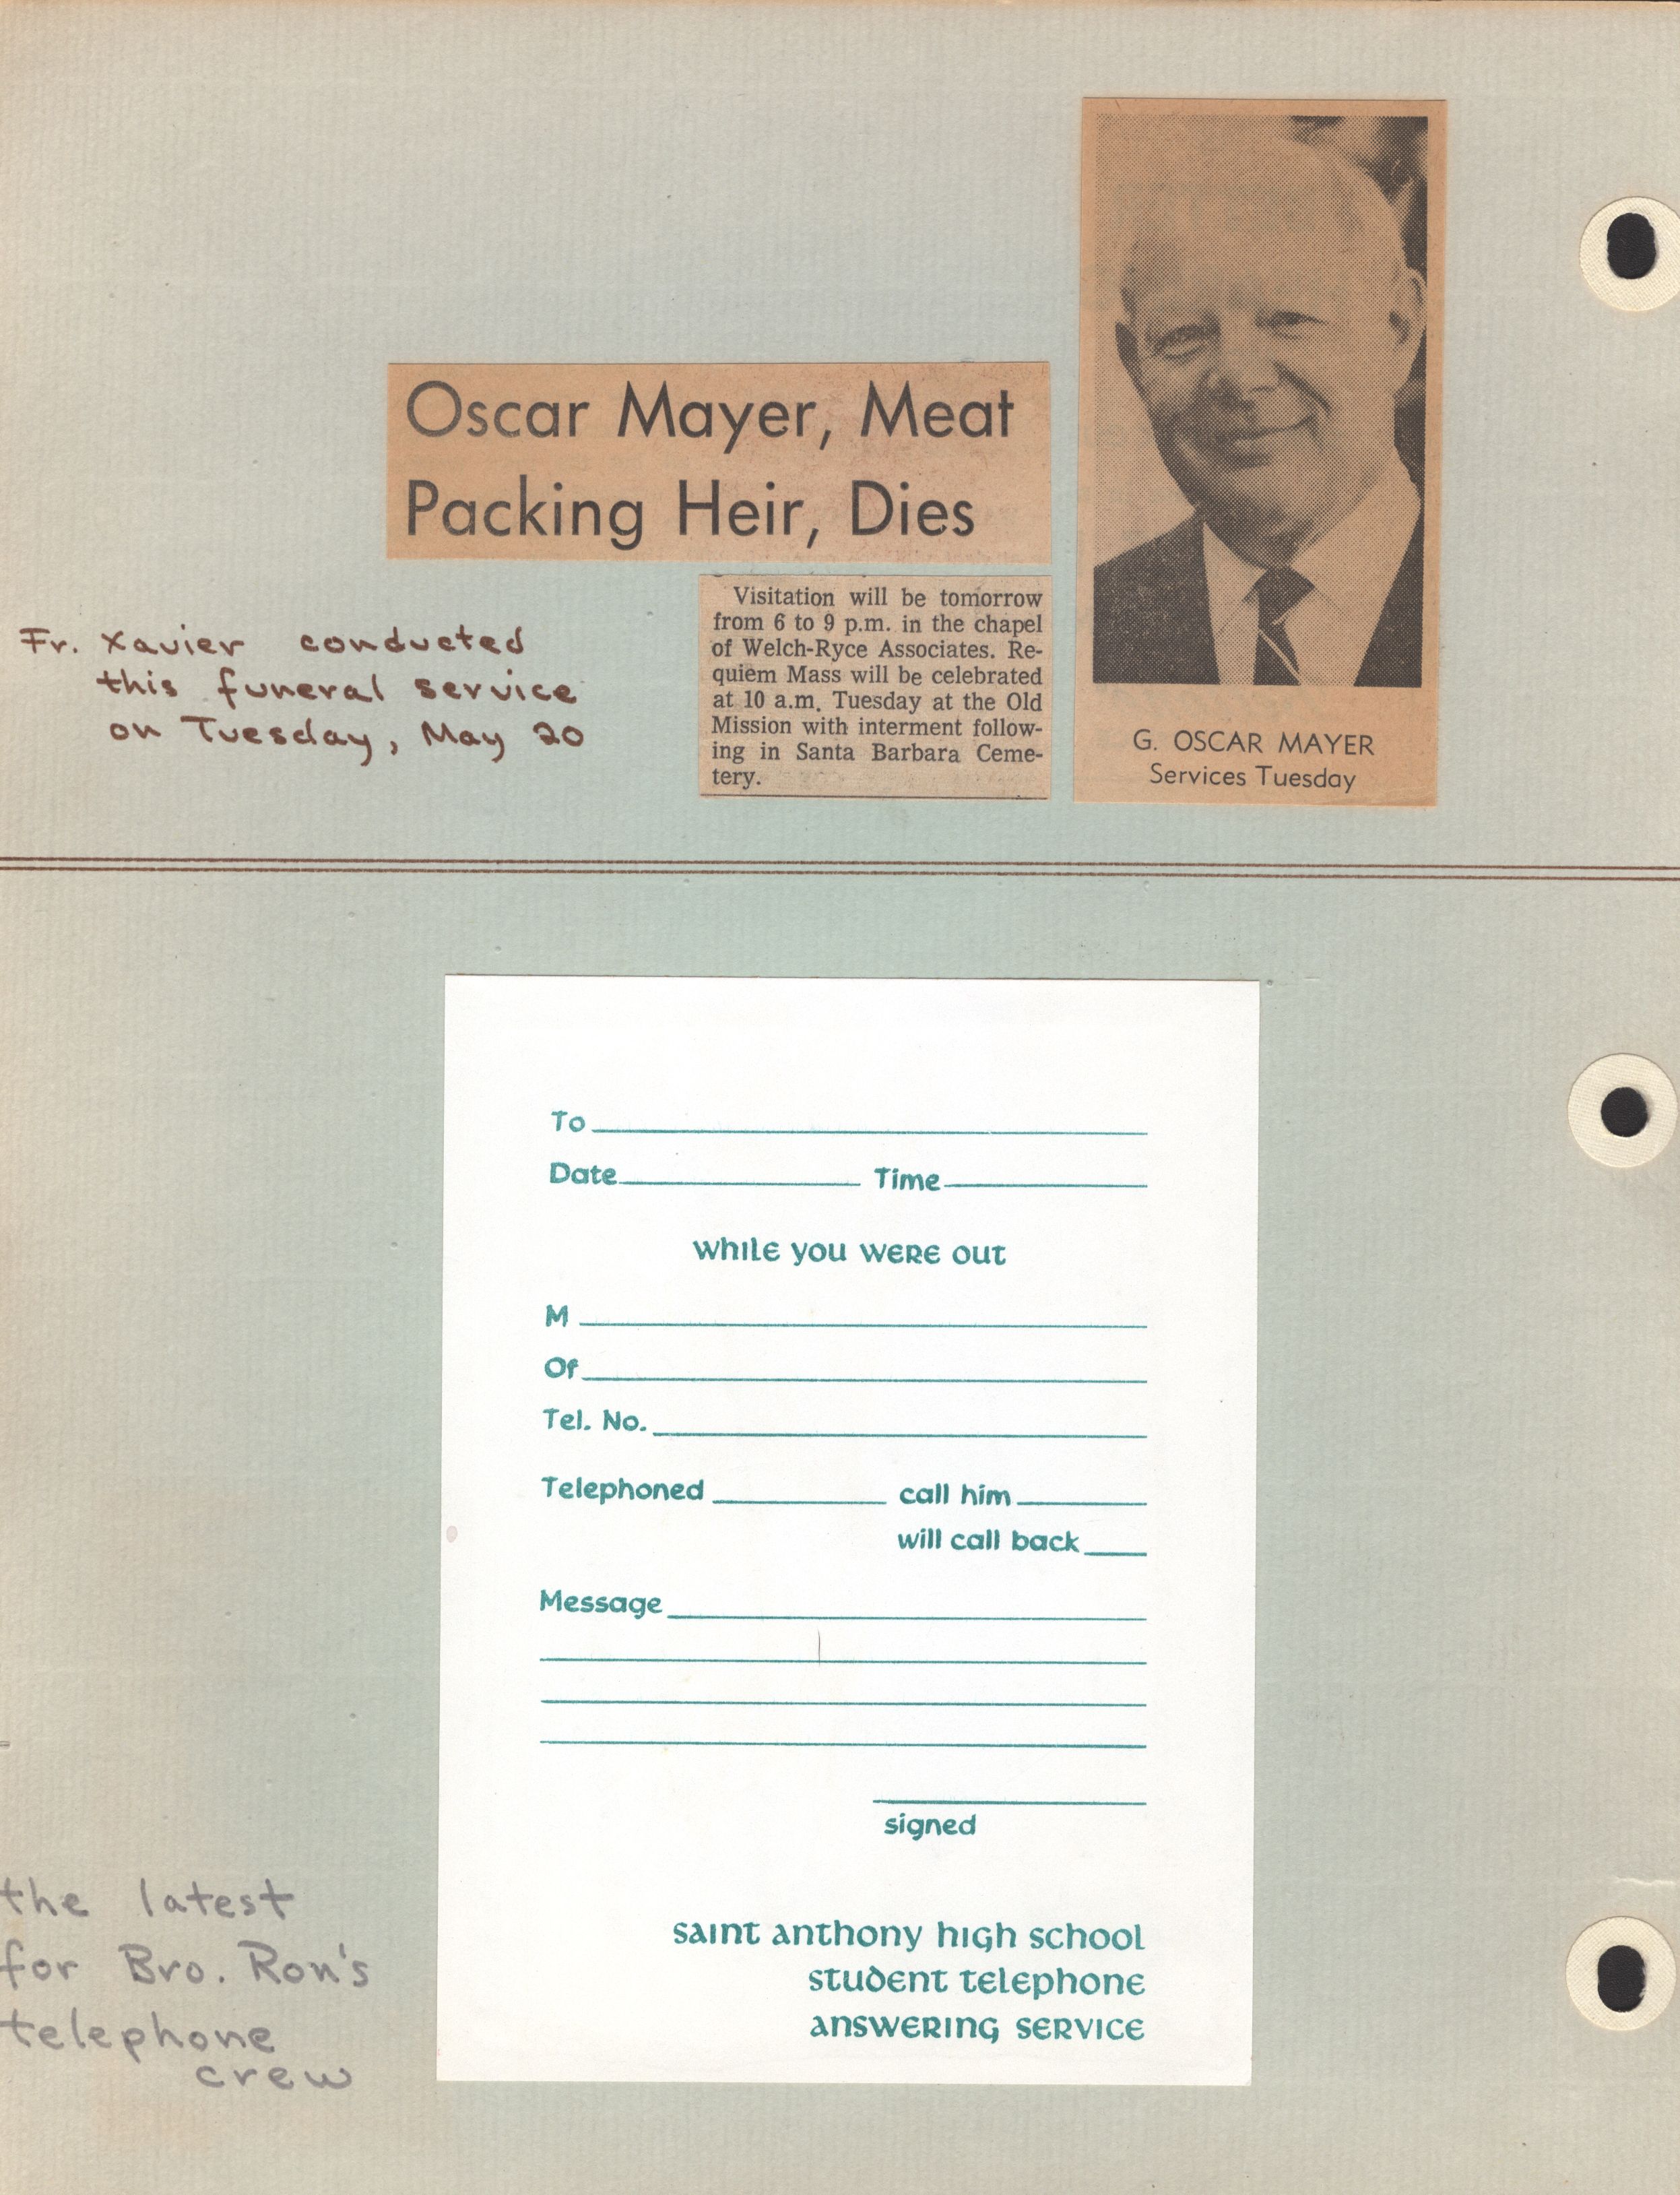 Oscar Mayer, Meat
Packing Heir, Dies
Fr. Xavier conducted
this funeral service
on Tuesday, May 20
Visitation will be tomorrow
from 6 to 9 p.m. in the chapel
of Welch-Ryce Associates. Re-
quiem Mass will be celebrated
at 10 a.m. Tuesday at the Old
Mission with interment follow-
ing in Santa Barbara Ceme-
tery.
G. OSCAR MAYER
Services Tuesday
To
Date Time
while you were out
M
Of
Tel. No.
Telephoned call him
will call back
Message
signed
saint anthony high school
student telephone
answering service
the latest
for Bro. Ron's
telephone
crew